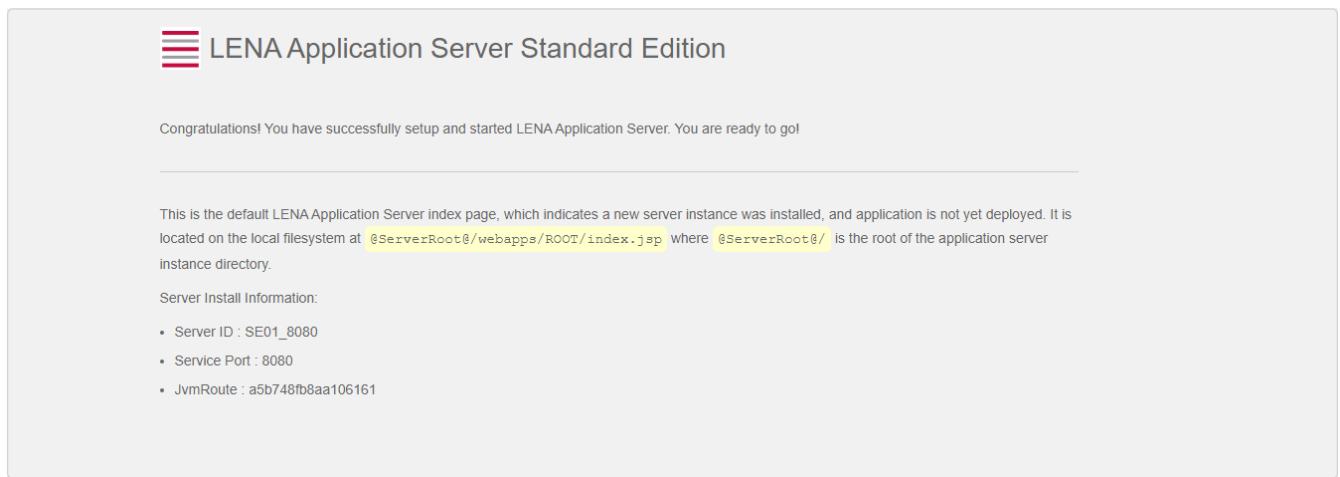 LENA Application Server Standard Edition
Congratulations! You have successfully setup and started LENA Application Server. You are ready to go!
This is the default LENA Application Server index page, which indicates a new server instance was installed, and application is not yet deployed. It is
located on the local filesystem at @ServerRoot@/webapps/ROOT/index.jsp where @ServerRoot@/ is the root of the application server
instance directory.
Server Install Information:
• Server ID : SE01_8080
• Service Port : 8080
• JvmRoute : a5b748fb8aa106161